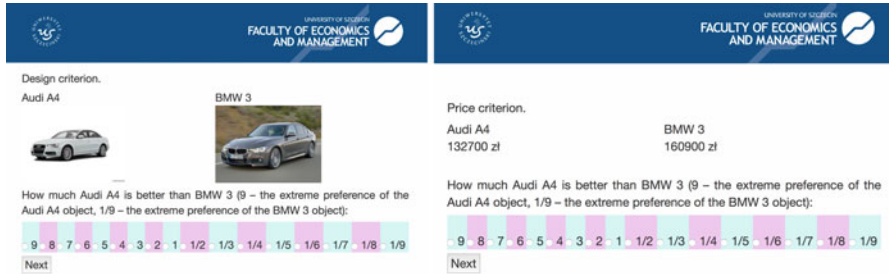 UNIVERSITY OF SZCZECIN
FACULTY OF ECONOMICS
AND MANAGEMENT
Design criterion.
Audi A4 BMW 3
How much Audi A4 is better than BMW 3 (9 – the extreme preference of the
Audi A4 object, 1/9 – the extreme preference of the BMW 3 object):
9 8 7 6 5 4 3 2 1 1/2 1/3 1/4 1/5 1/6 1/7 1/8 1/9
Next
UNIVERSITY OF SZCZECIN
FACULTY OF ECONOMICS
AND MANAGEMENT
Price criterion.
Audi A4 BMW 3
132700 zł 160900 zł
How much Audi A4 is better than BMW 3 (9 – the extreme preference of the
Audi A4 object, 1/9 – the extreme preference of the BMW 3 object):
9 8 7 6 5 4 3 2 1 1/2 1/3 1/4 1/5 1/6 1/7 1/8 1/9
Next